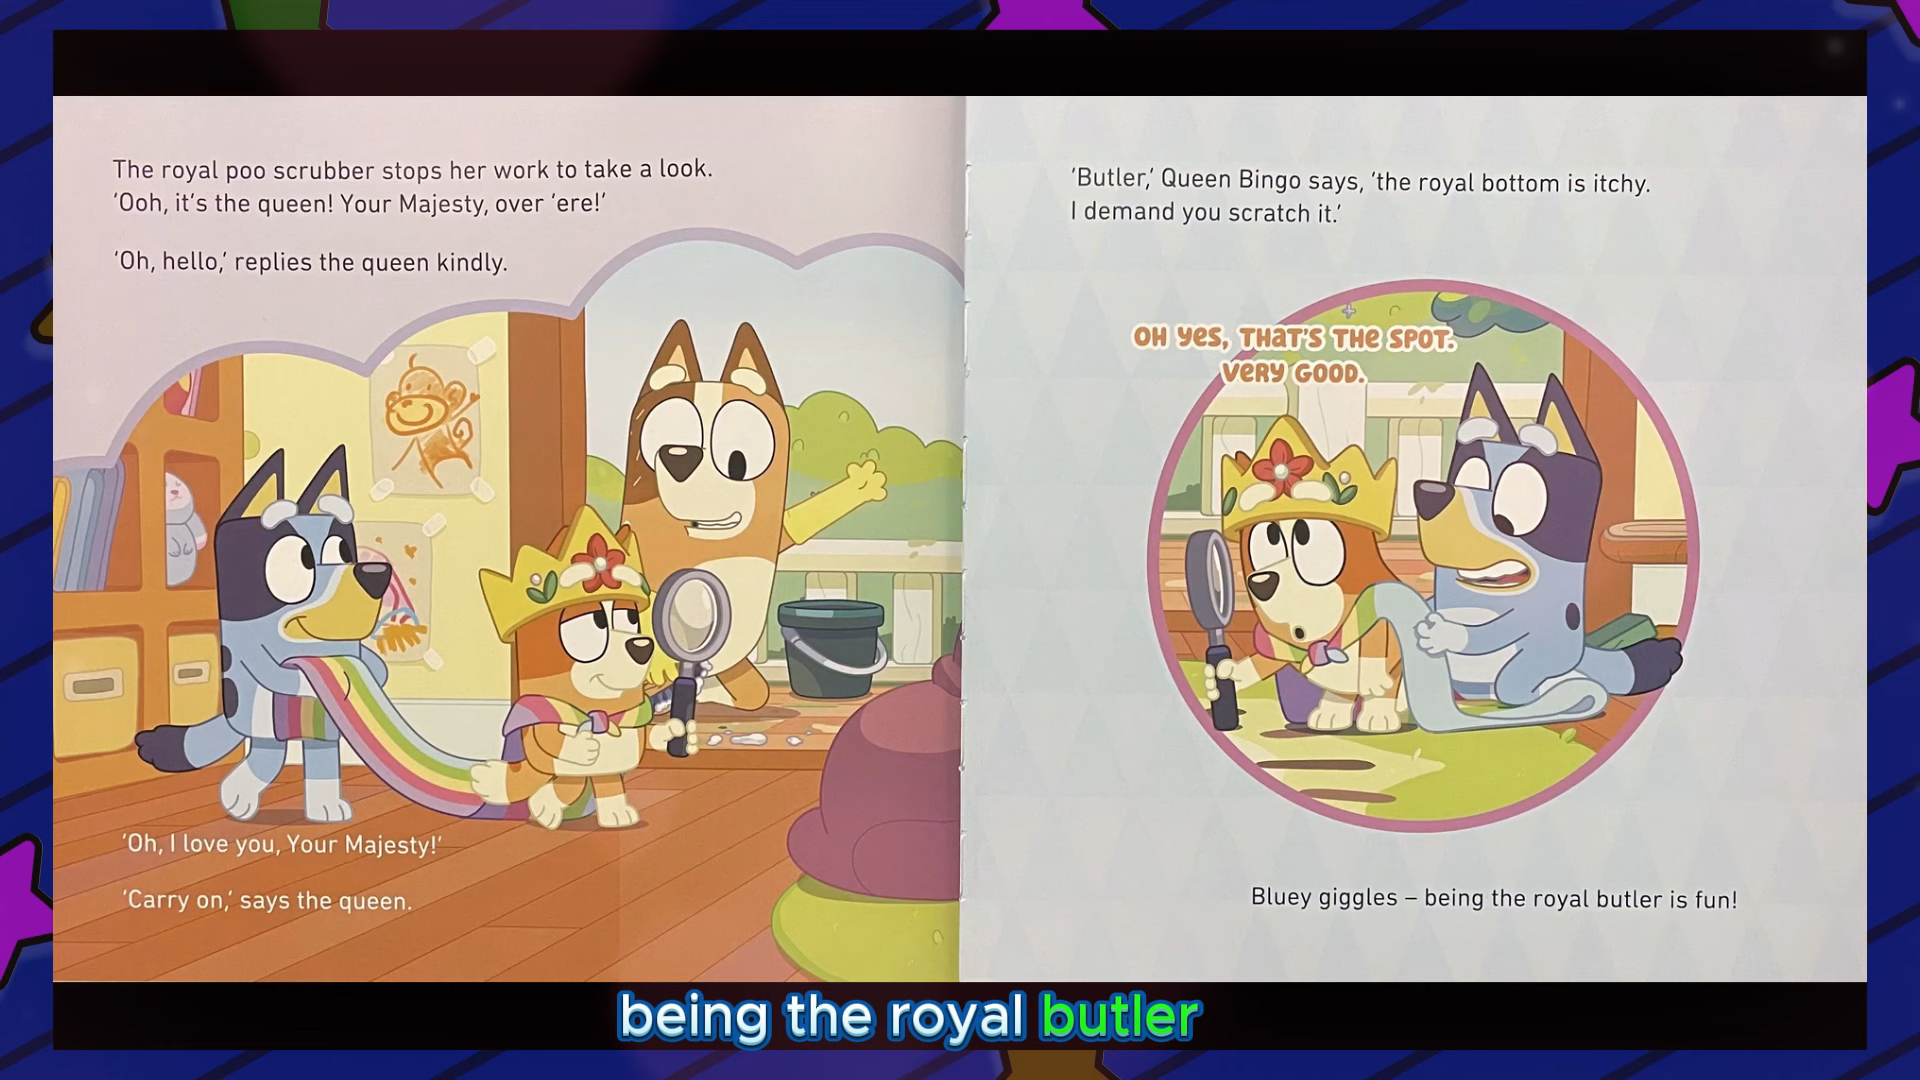 The royal poo scrubber stops her work to take a look.
‘Ooh, it’s the queen! Your Majesty, over ’ere!’
‘Oh, hello,’ replies the queen kindly.
‘Oh, I love you, Your Majesty!’
‘Carry on,’ says the queen.
‘Butler,’ Queen Bingo says, ‘the royal bottom is itchy.
I demand you scratch it.’
OH YES, THAT’S THE SPOT.
VERY GOOD.
Bluey giggles – being the royal butler is fun!
being the royal butler